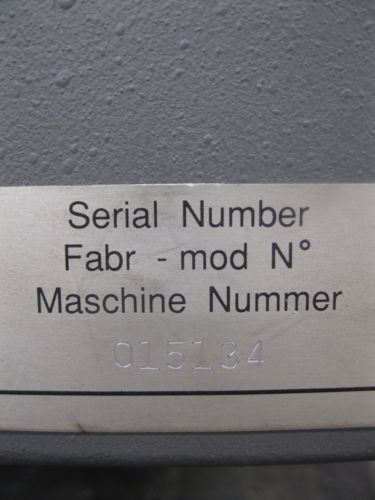 Serial Number
Fabr - mod N°
Maschine Nummer
015134